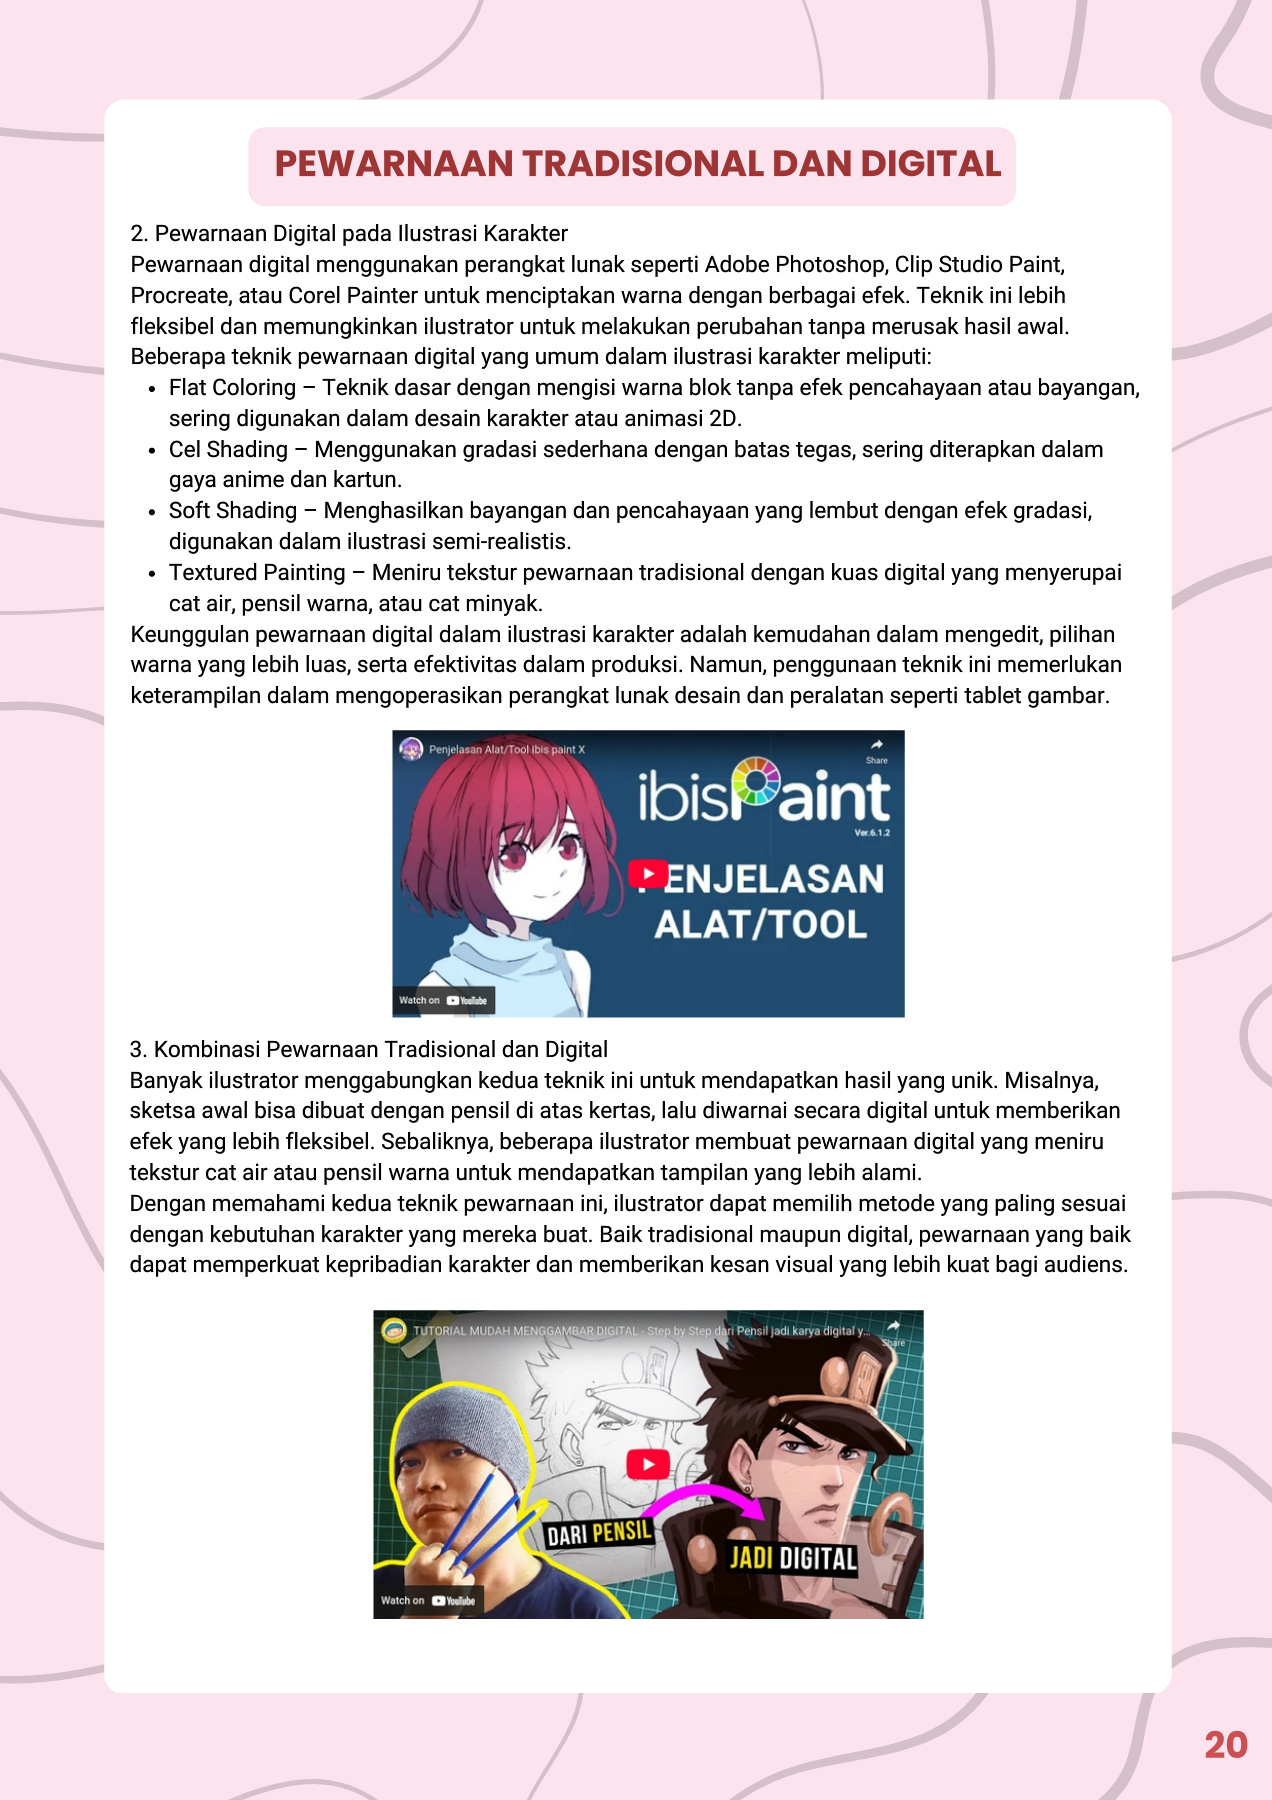 PEWARNAAN TRADISIONAL DAN DIGITAL
2. Pewarnaan Digital pada Ilustrasi Karakter
Pewarnaan digital menggunakan perangkat lunak seperti Adobe Photoshop, Clip Studio Paint,
Procreate, atau Corel Painter untuk menciptakan warna dengan berbagai efek. Teknik ini lebih
fleksibel dan memungkinkan ilustrator untuk melakukan perubahan tanpa merusak hasil awal.
Beberapa teknik pewarnaan digital yang umum dalam ilustrasi karakter meliputi:
• Flat Coloring – Teknik dasar dengan mengisi warna blok tanpa efek pencahayaan atau bayangan,
sering digunakan dalam desain karakter atau animasi 2D.
• Cel Shading – Menggunakan gradasi sederhana dengan batas tegas, sering diterapkan dalam
gaya anime dan kartun.
• Soft Shading – Menghasilkan bayangan dan pencahayaan yang lembut dengan efek gradasi,
digunakan dalam ilustrasi semi-realistis.
• Textured Painting – Meniru tekstur pewarnaan tradisional dengan kuas digital yang menyerupai
cat air, pensil warna, atau cat minyak.
Keunggulan pewarnaan digital dalam ilustrasi karakter adalah kemudahan dalam mengedit, pilihan
warna yang lebih luas, serta efektivitas dalam produksi. Namun, penggunaan teknik ini memerlukan
keterampilan dalam mengoperasikan perangkat lunak desain dan peralatan seperti tablet gambar.
Penjelasan Alat/Tool Ibis paint X
Share
ibisPaint
Ver.6.1.2
PENJELASAN
ALAT/TOOL
Watch on YouTube
3. Kombinasi Pewarnaan Tradisional dan Digital
Banyak ilustrator menggabungkan kedua teknik ini untuk mendapatkan hasil yang unik. Misalnya,
sketsa awal bisa dibuat dengan pensil di atas kertas, lalu diwarnai secara digital untuk memberikan
efek yang lebih fleksibel. Sebaliknya, beberapa ilustrator membuat pewarnaan digital yang meniru
tekstur cat air atau pensil warna untuk mendapatkan tampilan yang lebih alami.
Dengan memahami kedua teknik pewarnaan ini, ilustrator dapat memilih metode yang paling sesuai
dengan kebutuhan karakter yang mereka buat. Baik tradisional maupun digital, pewarnaan yang baik
dapat memperkuat kepribadian karakter dan memberikan kesan visual yang lebih kuat bagi audiens.
TUTORIAL MUDAH MENGGAMBAR DIGITAL - Step by Step dari Pensil jadi karya digital y...
Share
DARI PENSIL
JADI DIGITAL
Watch on YouTube
20